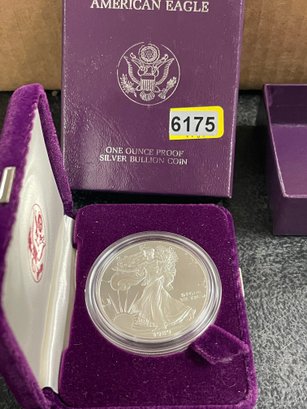 AMERICAN EAGLE
6175
ONE OUNCE PROOF
SILVER BULLION COIN